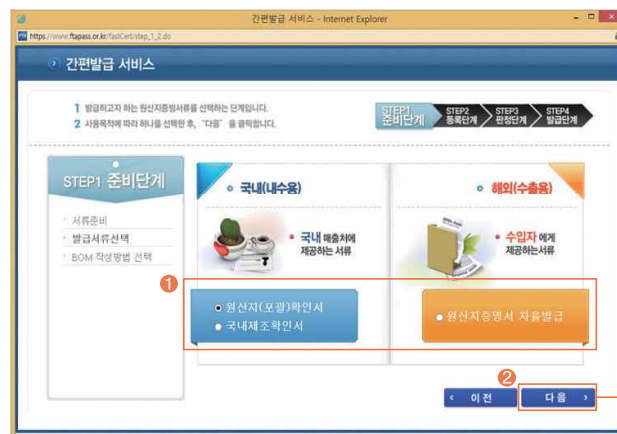 간편발급 서비스 - Internet Explorer
https://www.ftapass.or.kr/fastCert/step_1_2.do
간편발급 서비스
1 발급하고자 하는 원산지증빙서류를 선택하는 단계입니다.
2 사용목적에 따라 하나를 선택한 후, "다음" 을 클릭합니다.
STEP1 준비단계
STEP2 등록단계
STEP3 판정단계
STEP4 발급단계
STEP1 준비단계
서류준비
발급서류선택
BOM 작성방법 선택
국내(내수용)
국내 매출처에
제공하는 서류
해외(수출용)
수입자 에게
제공하는서류
1
원산지(포괄)확인서
국내제조확인서
원산지증명서 자율발급
2
이전
다음